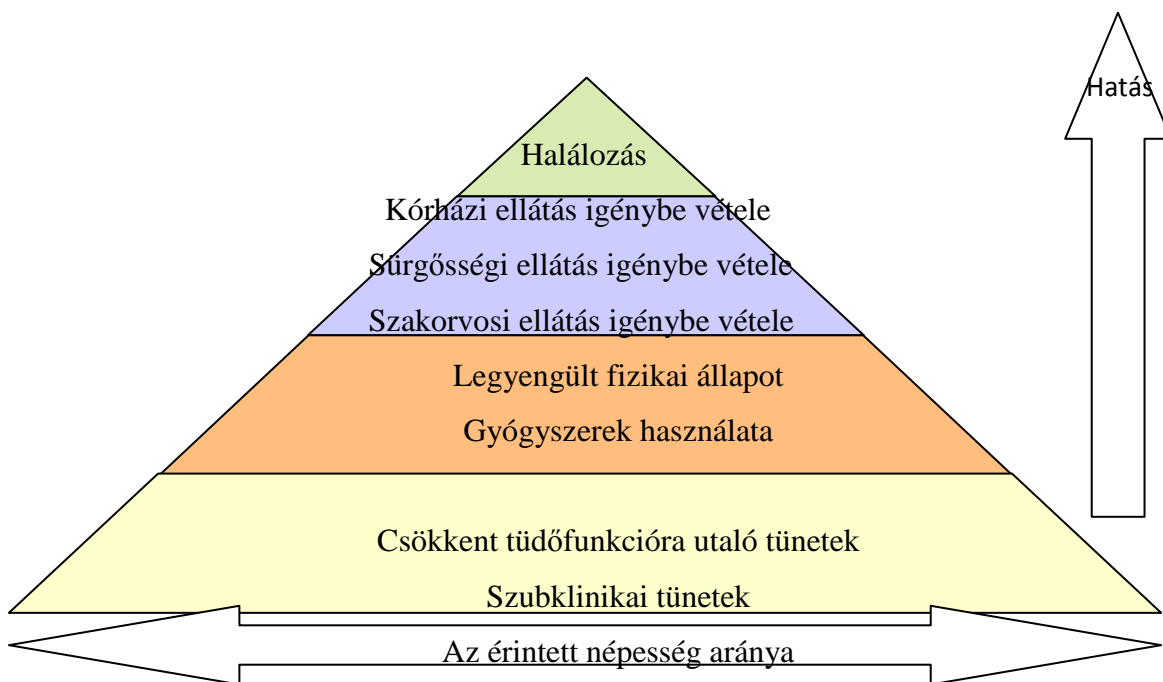 Hatás
Halálozás
Kórházi ellátás igénybe vétele
Sürgősségi ellátás igénybe vétele
Szakorvosi ellátás igénybe vétele
Legyengült fizikai állapot
Gyógyszerek használata
Csökkent tüdőfunkcióra utaló tünetek
Szubklinikai tünetek
Az érintett népesség aránya